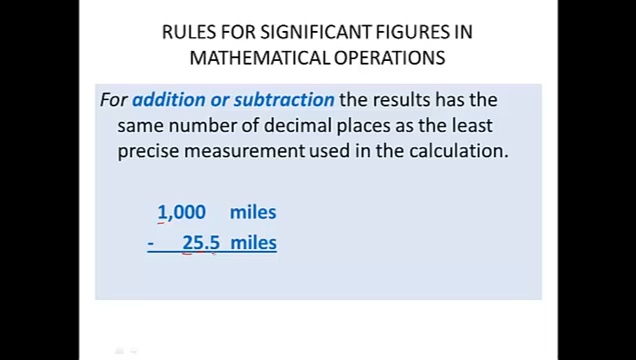 RULES FOR SIGNIFICANT FIGURES IN
MATHEMATICAL OPERATIONS
For addition or subtraction the results has the
same number of decimal places as the least
precise measurement used in the calculation.
1,000 miles
- 25.5 miles